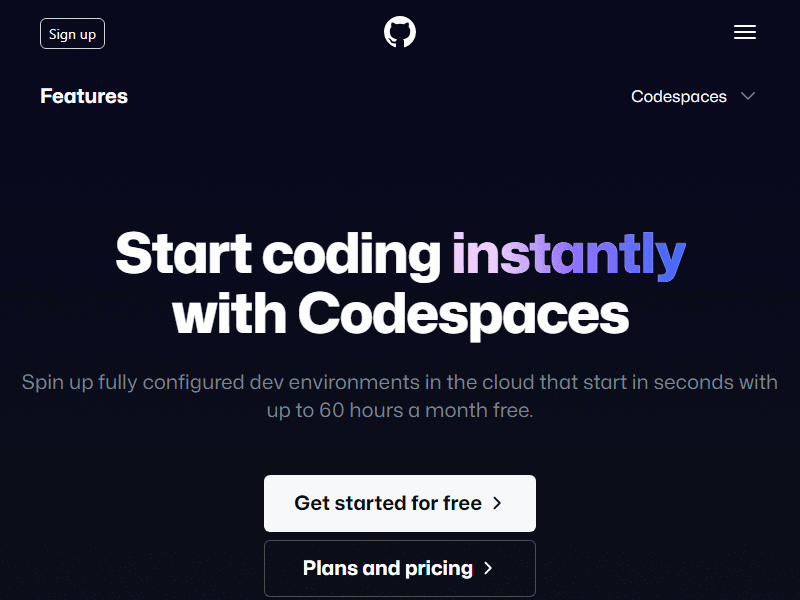 Sign up
Features
Codespaces
Start coding instantly
with Codespaces
Spin up fully configured dev environments in the cloud that start in seconds with
up to 60 hours a month free.
Get started for free
Plans and pricing